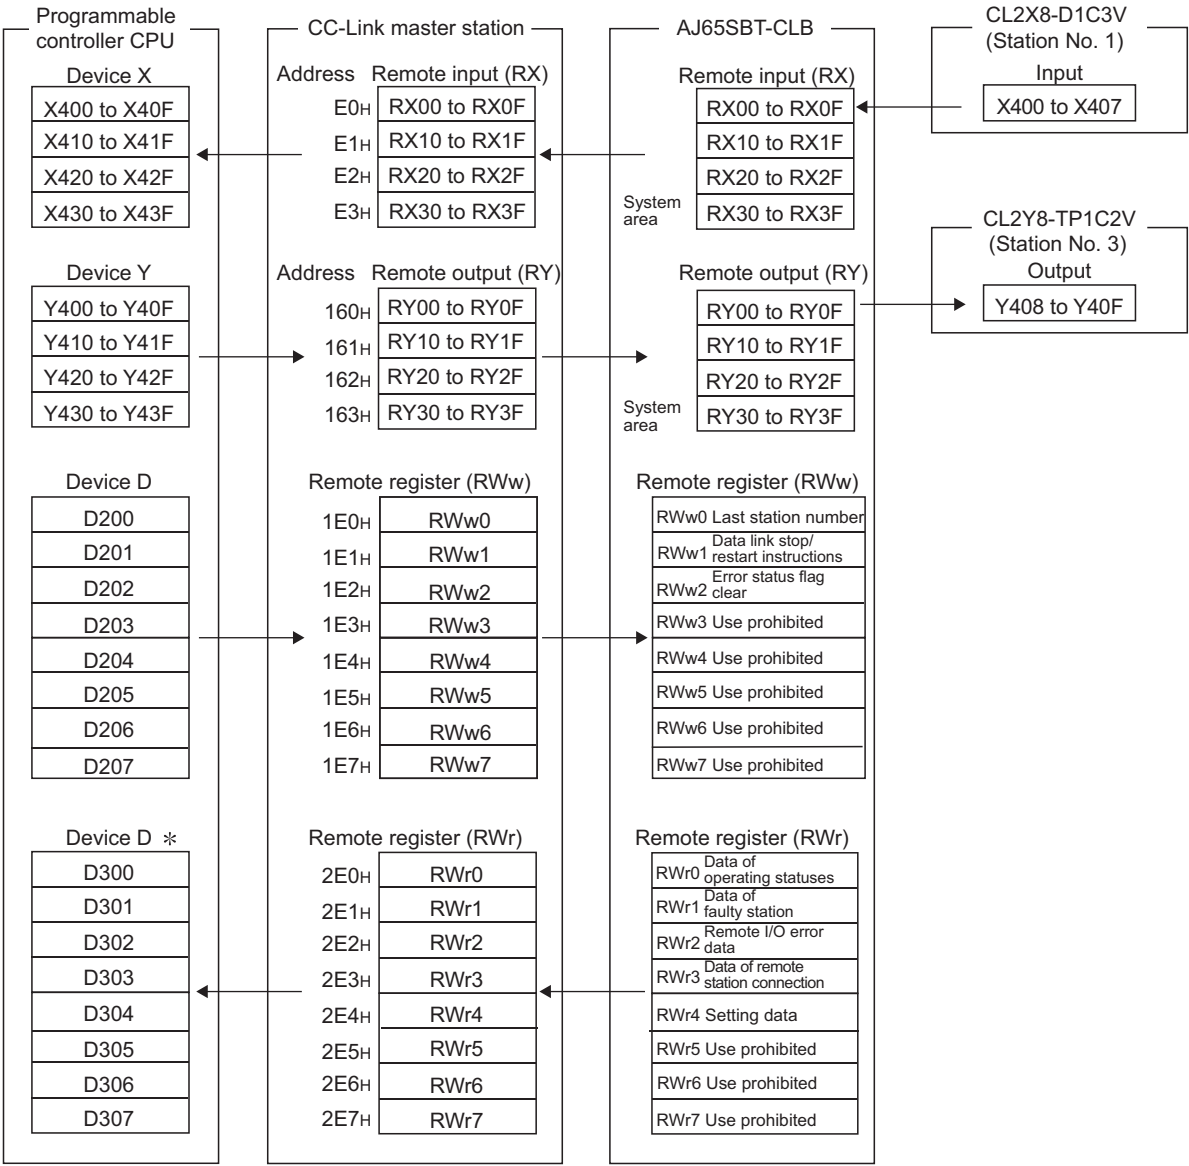 Programmable
controller CPU
Device X
X400 to X40F
X410 to X41F
X420 to X42F
X430 to X43F
Device Y
Y400 to Y40F
Y410 to Y41F
Y420 to Y42F
Y430 to Y43F
Device D
D200
D201
D202
D203
D204
D205
D206
D207
Device D *
D300
D301
D302
D303
D304
D305
D306
D307
CC-Link master station
Address Remote input (RX)
E0H RX00 to RX0F
E1H RX10 to RX1F
E2H RX20 to RX2F
E3H RX30 to RX3F
Address Remote output (RY)
160H RY00 to RY0F
161H RY10 to RY1F
162H RY20 to RY2F
163H RY30 to RY3F
Remote register (RWw)
1E0H RWw0
1E1H RWw1
1E2H RWw2
1E3H RWw3
1E4H RWw4
1E5H RWw5
1E6H RWw6
1E7H RWw7
Remote register (RWr)
2E0H RWr0
2E1H RWr1
2E2H RWr2
2E3H RWr3
2E4H RWr4
2E5H RWr5
2E6H RWr6
2E7H RWr7
AJ65SBT-CLB
Remote input (RX)
RX00 to RX0F
RX10 to RX1F
RX20 to RX2F
System
area
RX30 to RX3F
Remote output (RY)
RY00 to RY0F
RY10 to RY1F
RY20 to RY2F
System
area
RY30 to RY3F
Remote register (RWw)
RWw0 Last station number
RWw1 Data link stop/
restart instructions
RWw2 Error status flag
clear
RWw3 Use prohibited
RWw4 Use prohibited
RWw5 Use prohibited
RWw6 Use prohibited
RWw7 Use prohibited
Remote register (RWr)
RWr0 Data of
operating statuses
RWr1 Data of
faulty station
RWr2 Remote I/O error
data
RWr3 Data of remote
station connection
RWr4 Setting data
RWr5 Use prohibited
RWr6 Use prohibited
RWr7 Use prohibited
CL2X8-D1C3V
(Station No. 1)
Input
X400 to X407
CL2Y8-TP1C2V
(Station No. 3)
Output
Y408 to Y40F